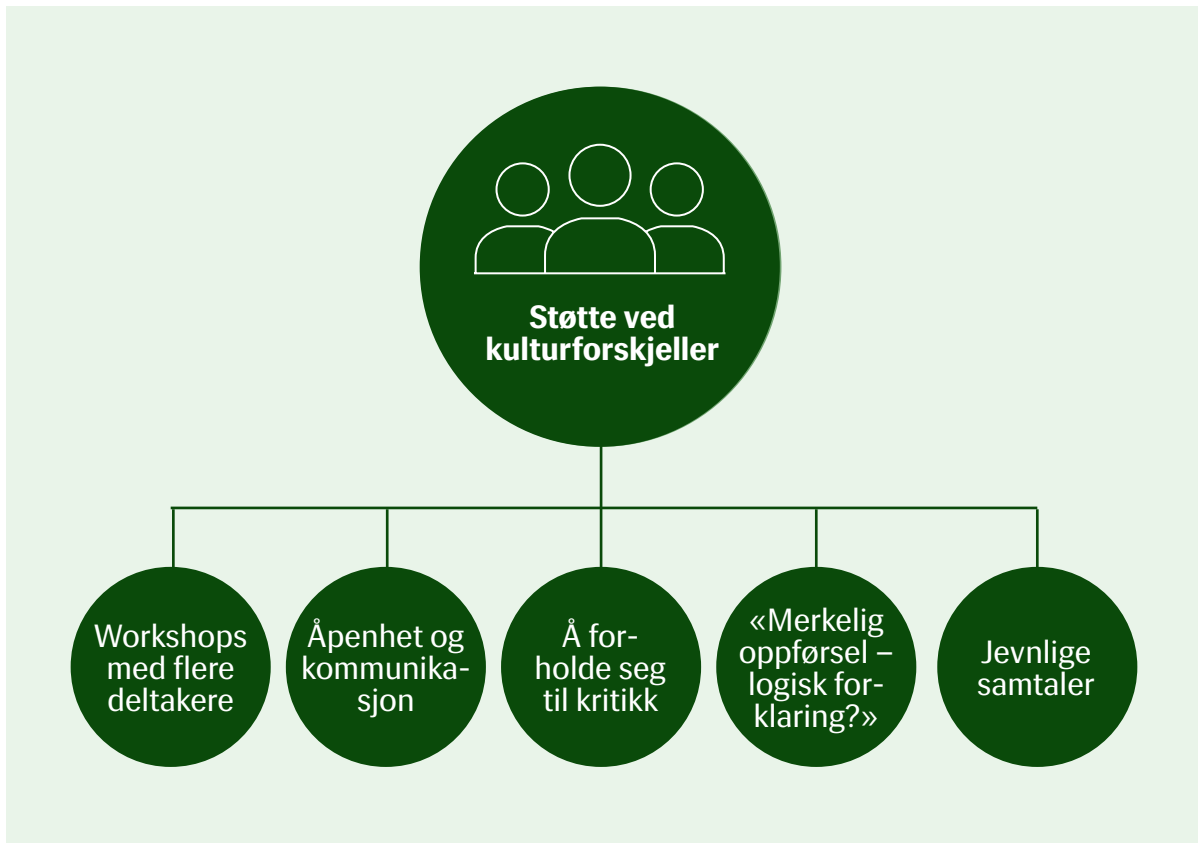 Støtte ved
kulturforskjeller
Workshops
med flere
deltakere
Åpenhet og
kommunika-
sjon
Å for-
holde seg
til kritikk
«Merkelig
oppførsel –
logisk for-
klaring?»
Jevnlige
samtaler